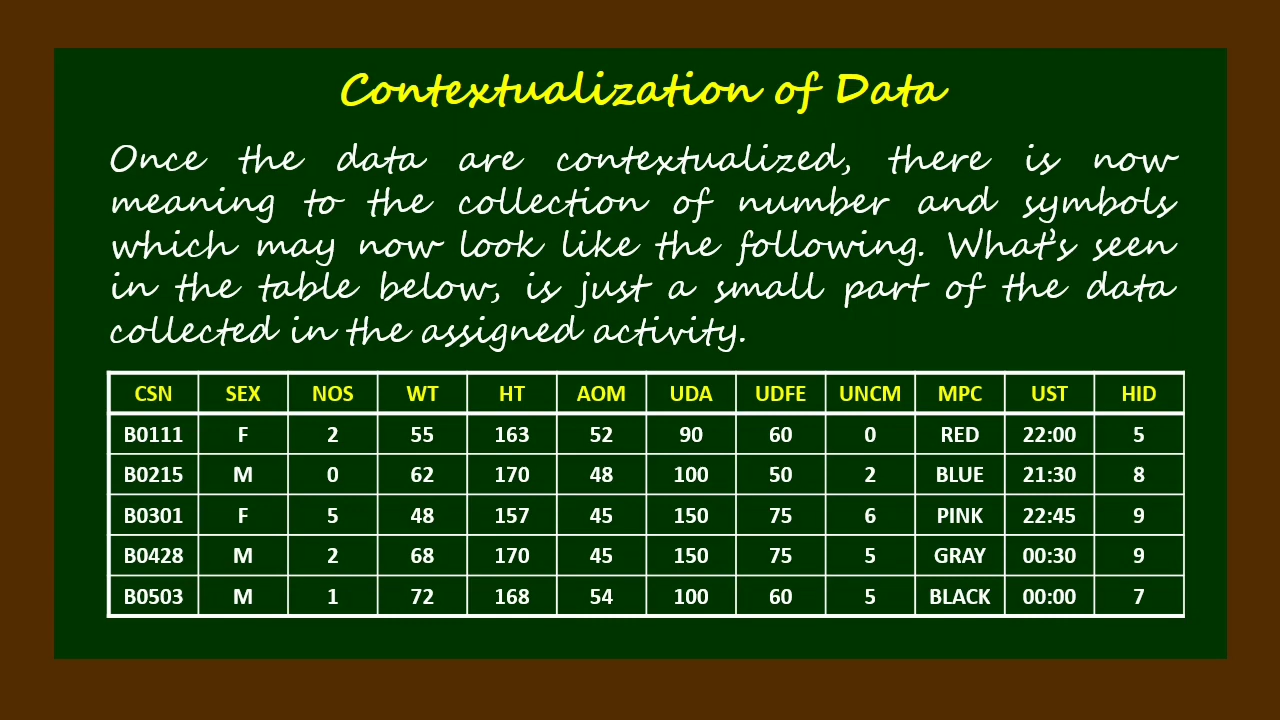 Contextualization of Data
Once the data are contextualized, there is now
meaning to the collection of number and symbols
which may now look like the following. What's seen
in the table below, is just a small part of the data
collected in the assigned activity.
CSN SEX NOS WT HT AOM UDA UDFE UNCM MPC UST HID
B0111 F 2 55 163 52 90 60 0 RED 22:00 5
B0215 M 0 62 170 48 100 50 2 BLUE 21:30 8
B0301 F 5 48 157 45 150 75 6 PINK 22:45 9
B0428 M 2 68 170 45 150 75 5 GRAY 00:30 9
B0503 M 1 72 168 54 100 60 5 BLACK 00:00 7